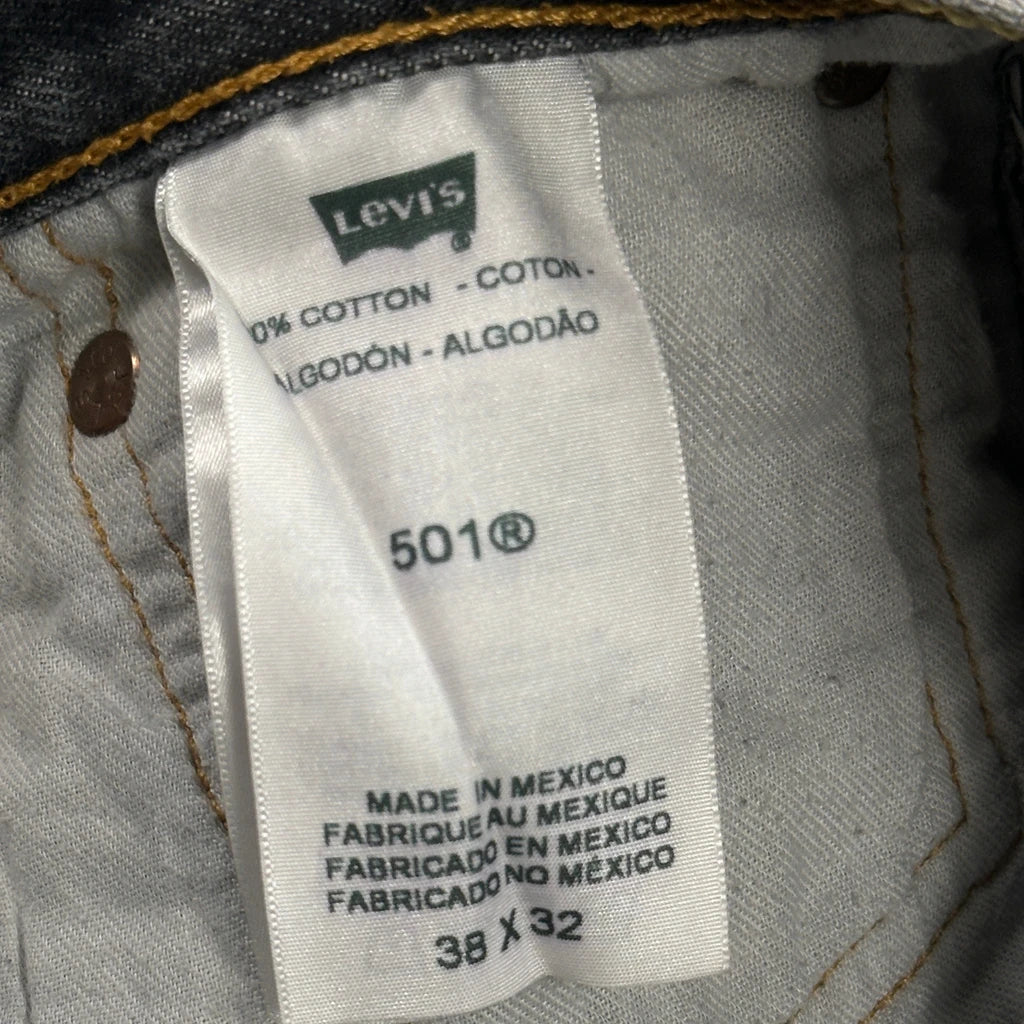 LEVI'S
®
0% COTTON - COTON -
ALGODÓN - ALGODÃO
501®
MADE IN MEXICO
FABRIQUE AU MEXIQUE
FABRICADO EN MEXICO
FABRICADO NO MÉXICO
38 X 32